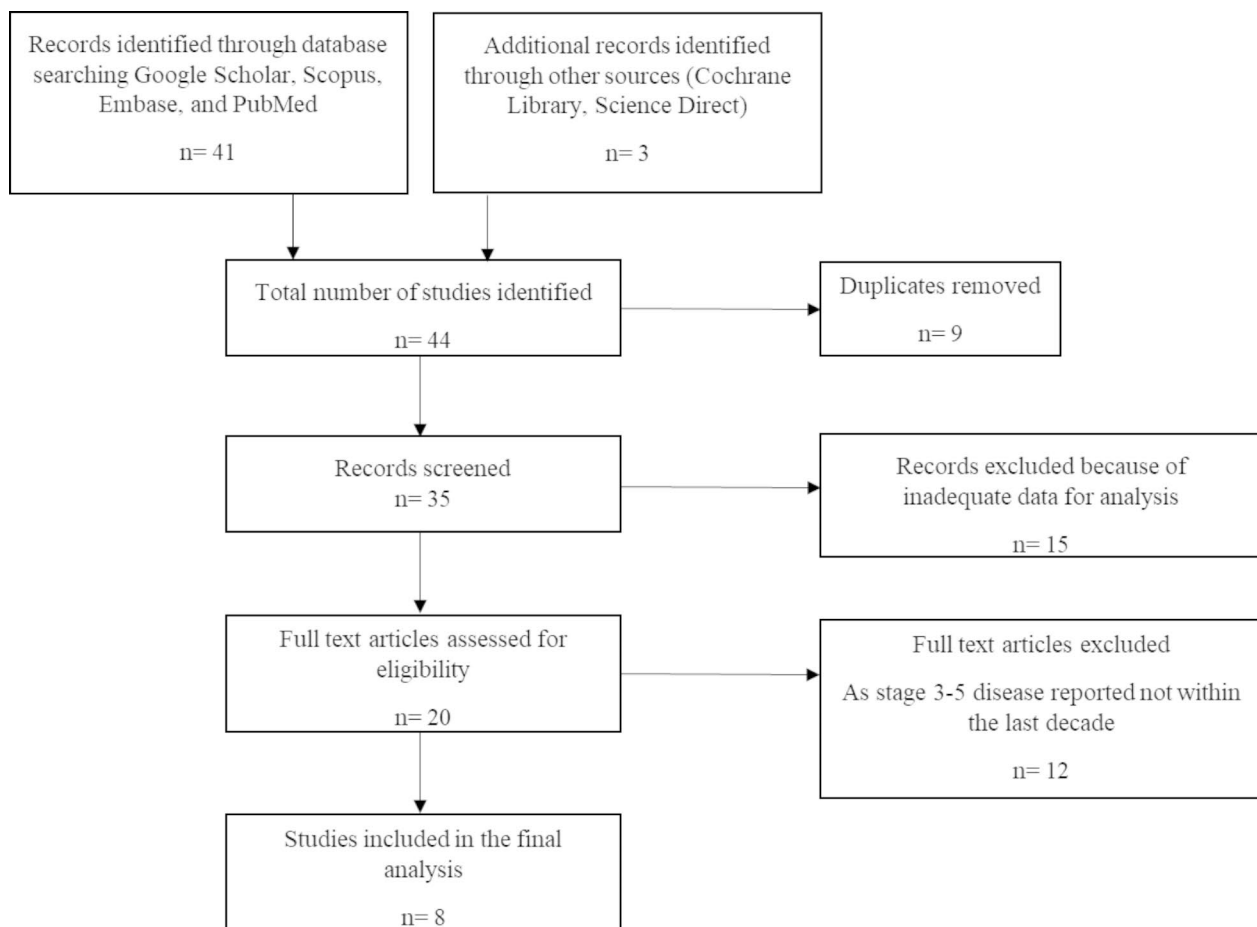 Records identified through database
searching Google Scholar, Scopus,
Embase, and PubMed
n= 41
Additional records identified
through other sources (Cochrane
Library, Science Direct)
n= 3
Total number of studies identified
n= 44
Duplicates removed
n= 9
Records screened
n= 35
Records excluded because of
inadequate data for analysis
n= 15
Full text articles assessed for
eligibility
n= 20
Full text articles excluded
As stage 3-5 disease reported not within
the last decade
n= 12
Studies included in the final
analysis
n= 8